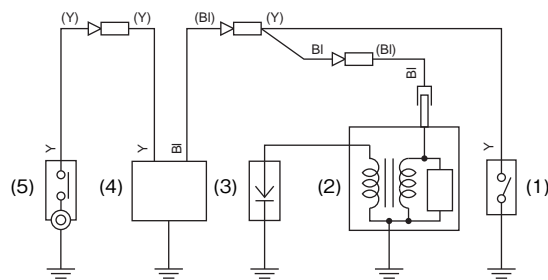 (Y) (Y) (Bl) (Y)
Bl (Bl)
Bl
Y Y Bl Y
(5) (4) (3) (2) (1)